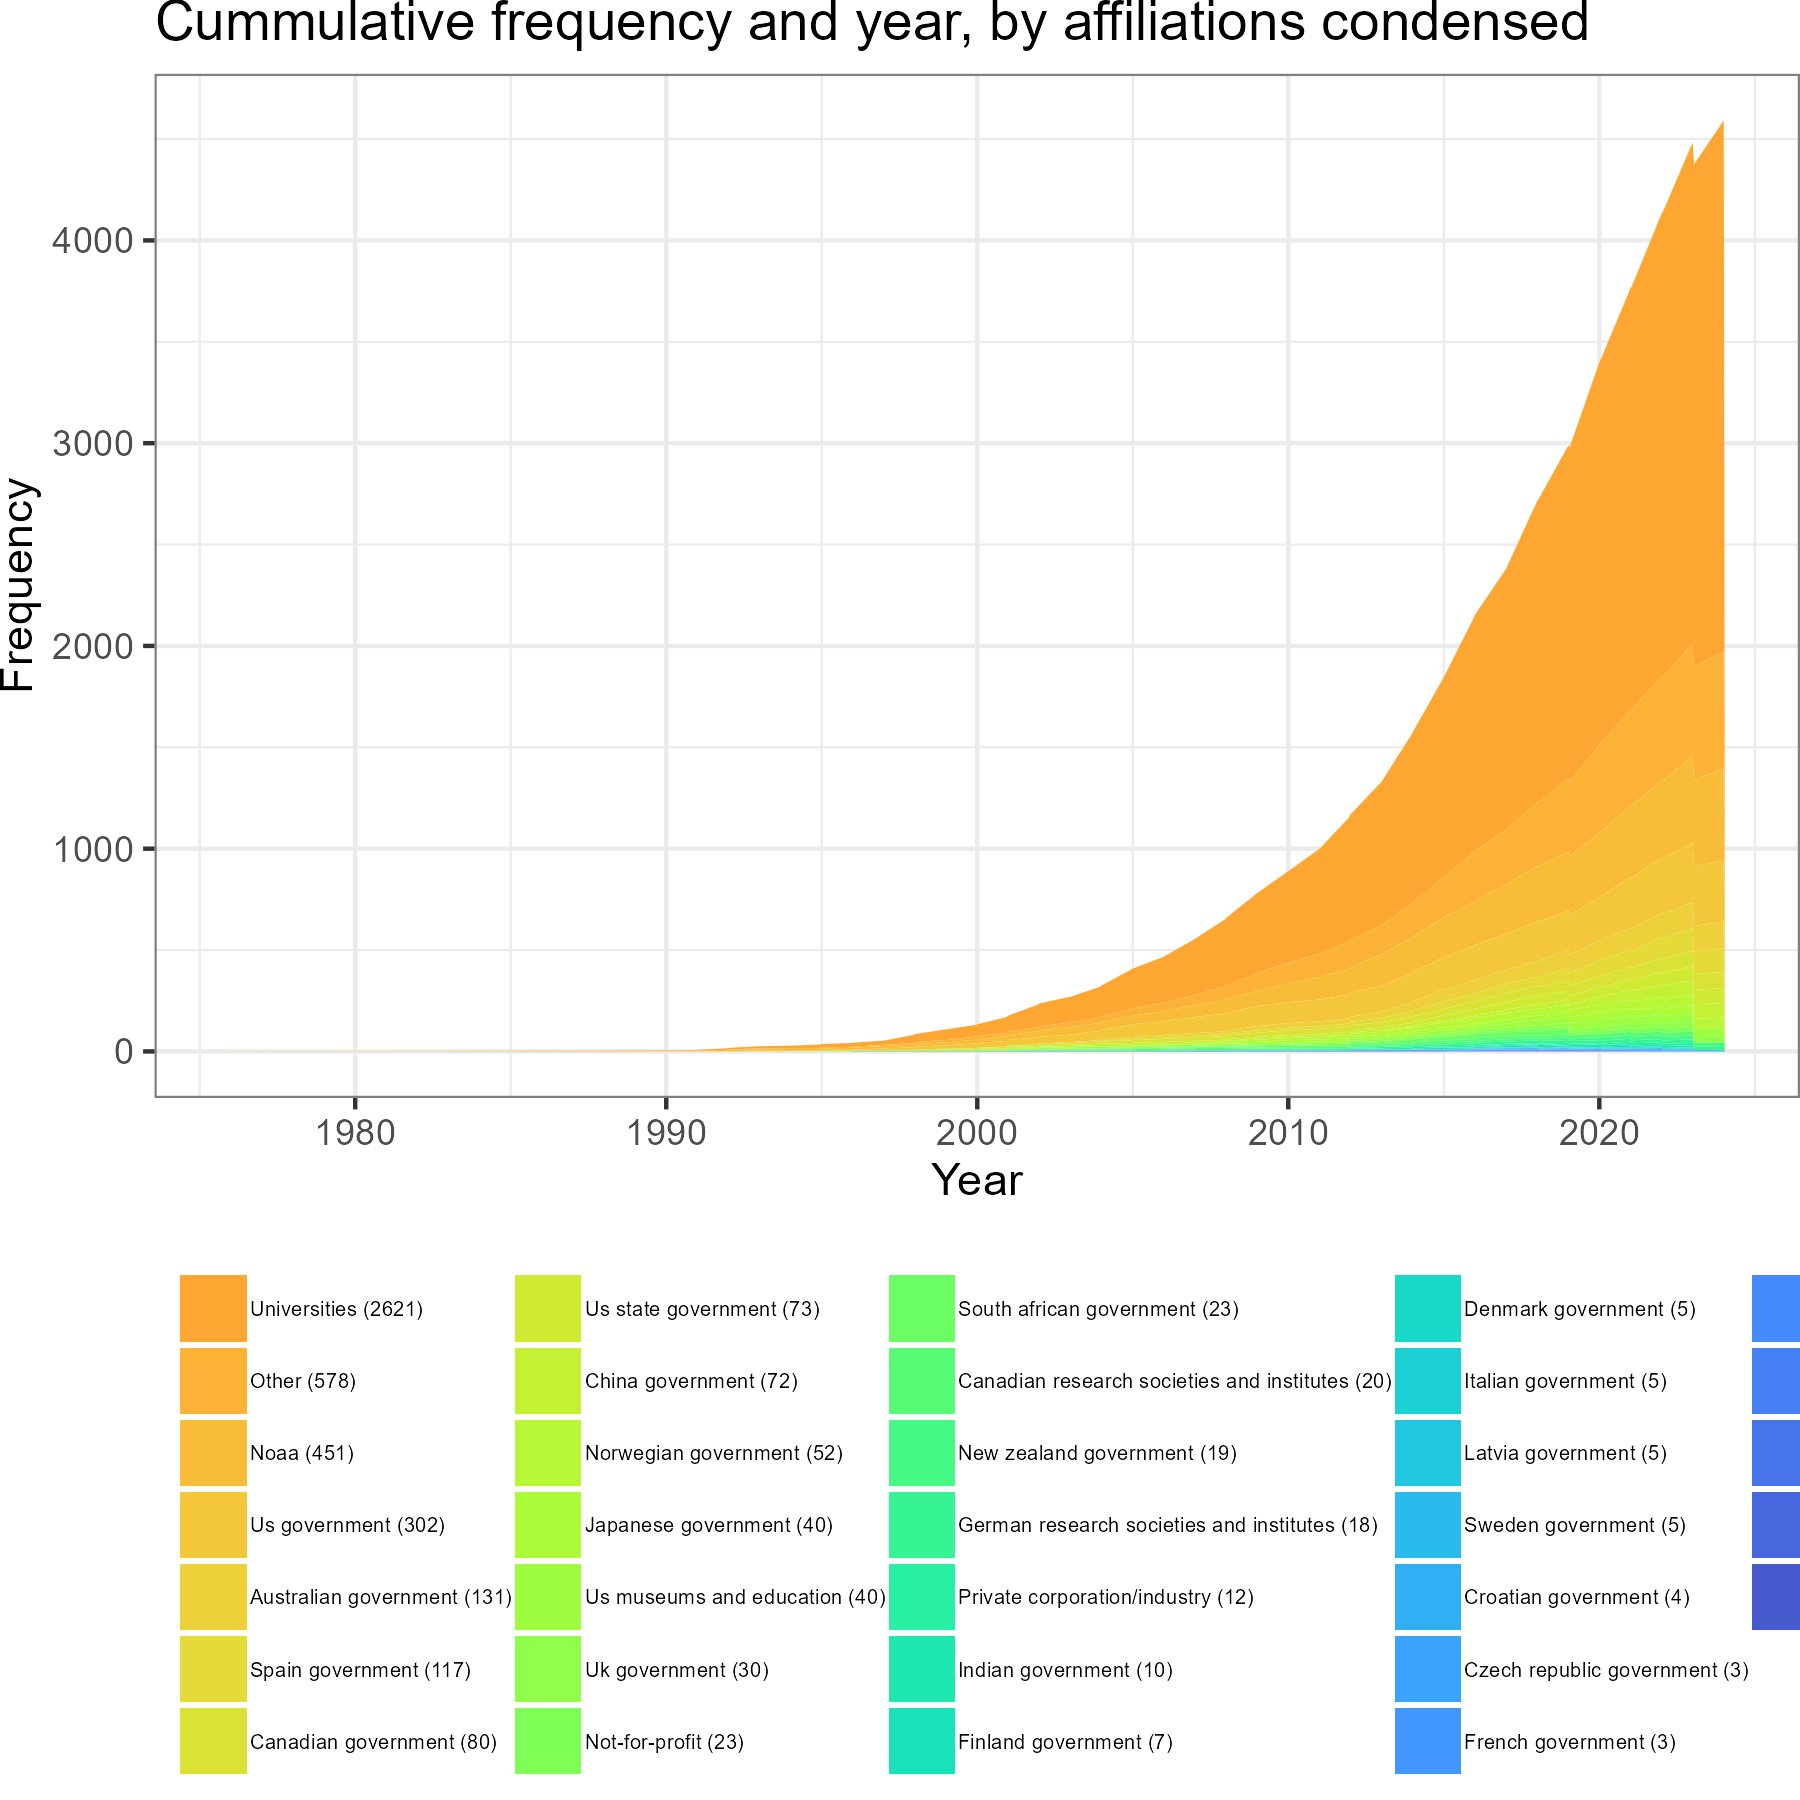 Cummulative frequency and year, by affiliations condensed
Frequency
4000
3000
2000
1000
0
1980 1990 2000 2010 2020
Year
Universities (2621)
Other (578)
Noaa (451)
Us government (302)
Australian government (131)
Spain government (117)
Canadian government (80)
Us state government (73)
China government (72)
Norwegian government (52)
Japanese government (40)
Us museums and education (40)
Uk government (30)
Not-for-profit (23)
South african government (23)
Canadian research societies and institutes (20)
New zealand government (19)
German research societies and institutes (18)
Private corporation/industry (12)
Indian government (10)
Finland government (7)
Denmark government (5)
Italian government (5)
Latvia government (5)
Sweden government (5)
Croatian government (4)
Czech republic government (3)
French government (3)